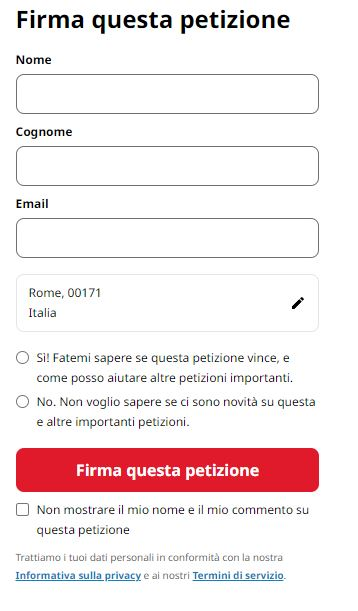 Firma questa petizione
Nome
Cognome
Email
Rome, 00171
Italia
Sì! Fatemi sapere se questa petizione vince, e
come posso aiutare altre petizioni importanti.
No. Non voglio sapere se ci sono novità su questa
e altre importanti petizioni.
Firma questa petizione
Non mostrare il mio nome e il mio commento su
questa petizione
Trattiamo i tuoi dati personali in conformità con la nostra
Informativa sulla privacy e ai nostri Termini di servizio.